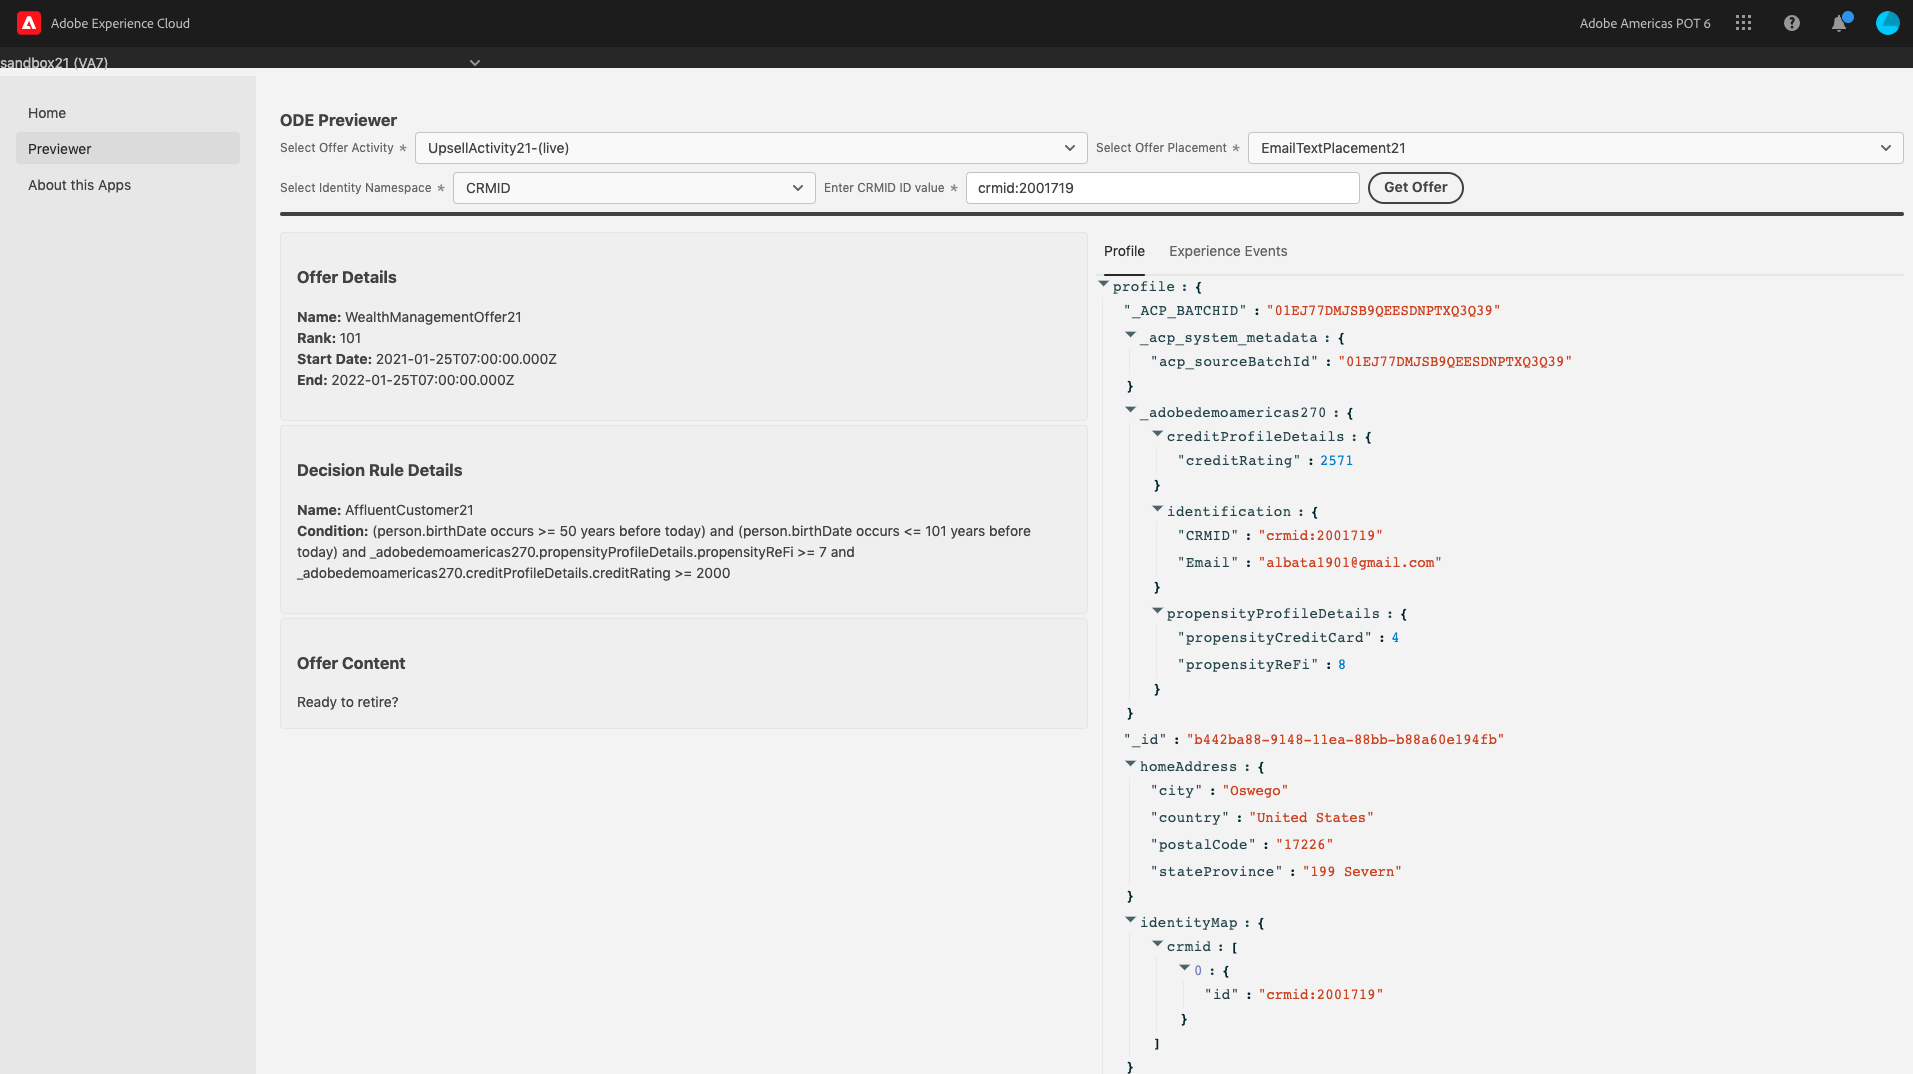 Adobe Experience Cloud
Adobe Americas POT 6
sandbox21 (VA7)
Home
Previewer
About this Apps
ODE Previewer
Select Offer Activity * UpsellActivity21-(live) Select Offer Placement * EmailTextPlacement21
Select Identity Namespace * CRMID Enter CRMID ID value * crmid:2001719 Get Offer
Offer Details
Name: WealthManagementOffer21
Rank: 101
Start Date: 2021-01-25T07:00:00.000Z
End: 2022-01-25T07:00:00.000Z
Decision Rule Details
Name: AffluentCustomer21
Condition: (person.birthDate occurs >= 50 years before today) and (person.birthDate occurs <= 101 years before
today) and _adobedemoamericas270.propensityProfileDetails.propensityReFi >= 7 and
_adobedemoamericas270.creditProfileDetails.creditRating >= 2000
Offer Content
Ready to retire?
Profile Experience Events
profile : {
"_ACP_BATCHID" : "01EJ77DMJSB9QEESDNPTXQ3Q39"
_acp_system_metadata : {
"acp_sourceBatchId" : "01EJ77DMJSB9QEESDNPTXQ3Q39"
}
_adobedemoamericas270 : {
creditProfileDetails : {
"creditRating" : 2571
}
identification : {
"CRMID" : "crmid:2001719"
"Email" : "albata1901@gmail.com"
}
propensityProfileDetails : {
"propensityCreditCard" : 4
"propensityReFi" : 8
}
}
"_id" : "b442ba88-9148-11ea-88bb-b88a60e194fb"
homeAddress : {
"city" : "Oswego"
"country" : "United States"
"postalCode" : "17226"
"stateProvince" : "199 Severn"
}
identityMap : {
crmid : [
0 : {
"id" : "crmid:2001719"
}
]
}